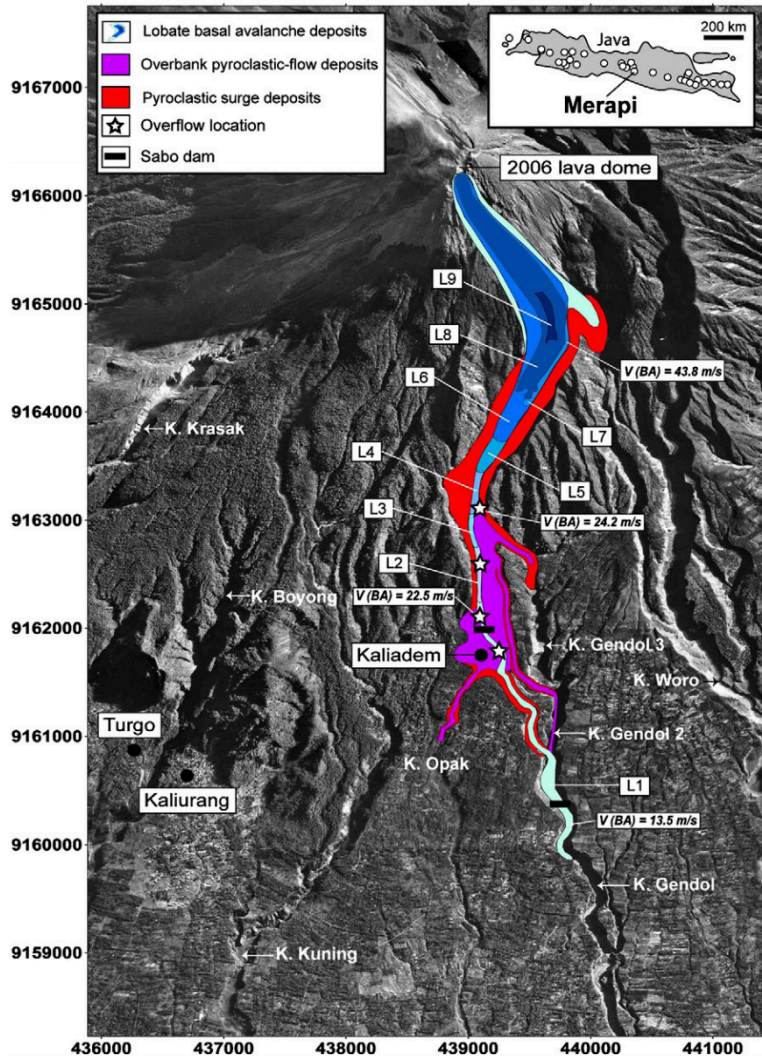 Lobate basal avalanche deposits
Overbank pyroclastic-flow deposits
Pyroclastic surge deposits
Overflow location
Sabo dam
200 km
Java
Merapi
2006 lava dome
9167000
9166000
9165000
9164000
9163000
9162000
9161000
9160000
9159000
L9
L8
V (BA) = 43.8 m/s
L6
L7
K. Krasak
L4
L5
L3
V (BA) = 24.2 m/s
L2
V (BA) = 22.5 m/s
K. Boyong
K. Gendol 3
Kaliadem
K. Woro
Turgo
K. Gendol 2
K. Opak
Kaliurang
L1
V (BA) = 13.5 m/s
K. Gendol
K. Kuning
436000 437000 438000 439000 440000 441000